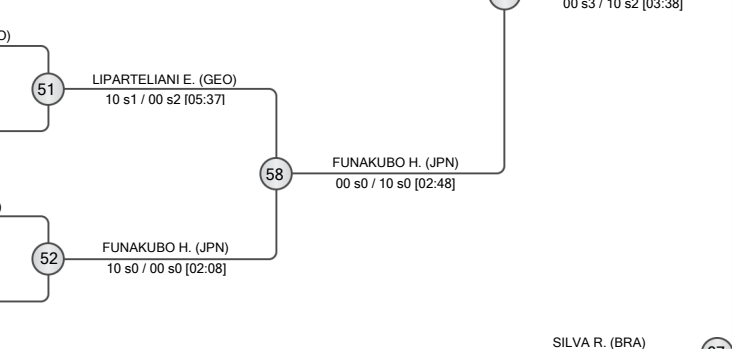 00 s3 / 10 s2 [03:38]
51
LIPARTELIANI E. (GEO)
10 s1 / 00 s2 [05:37]
58
FUNAKUBO H. (JPN)
00 s0 / 10 s0 [02:48]
52
FUNAKUBO H. (JPN)
10 s0 / 00 s0 [02:08]
SILVA R. (BRA)